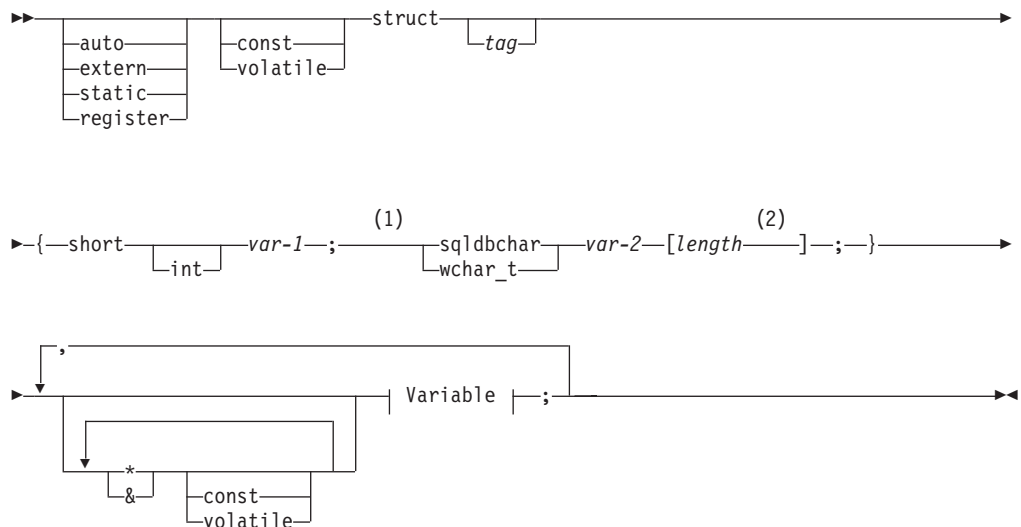 struct
auto const tag
extern volatile
static
register
(1) (2)
{ short var-1 ; sqldbchar var-2 [length ] ; }
int wchar_t
,
Variable ;
*
& const
volatile